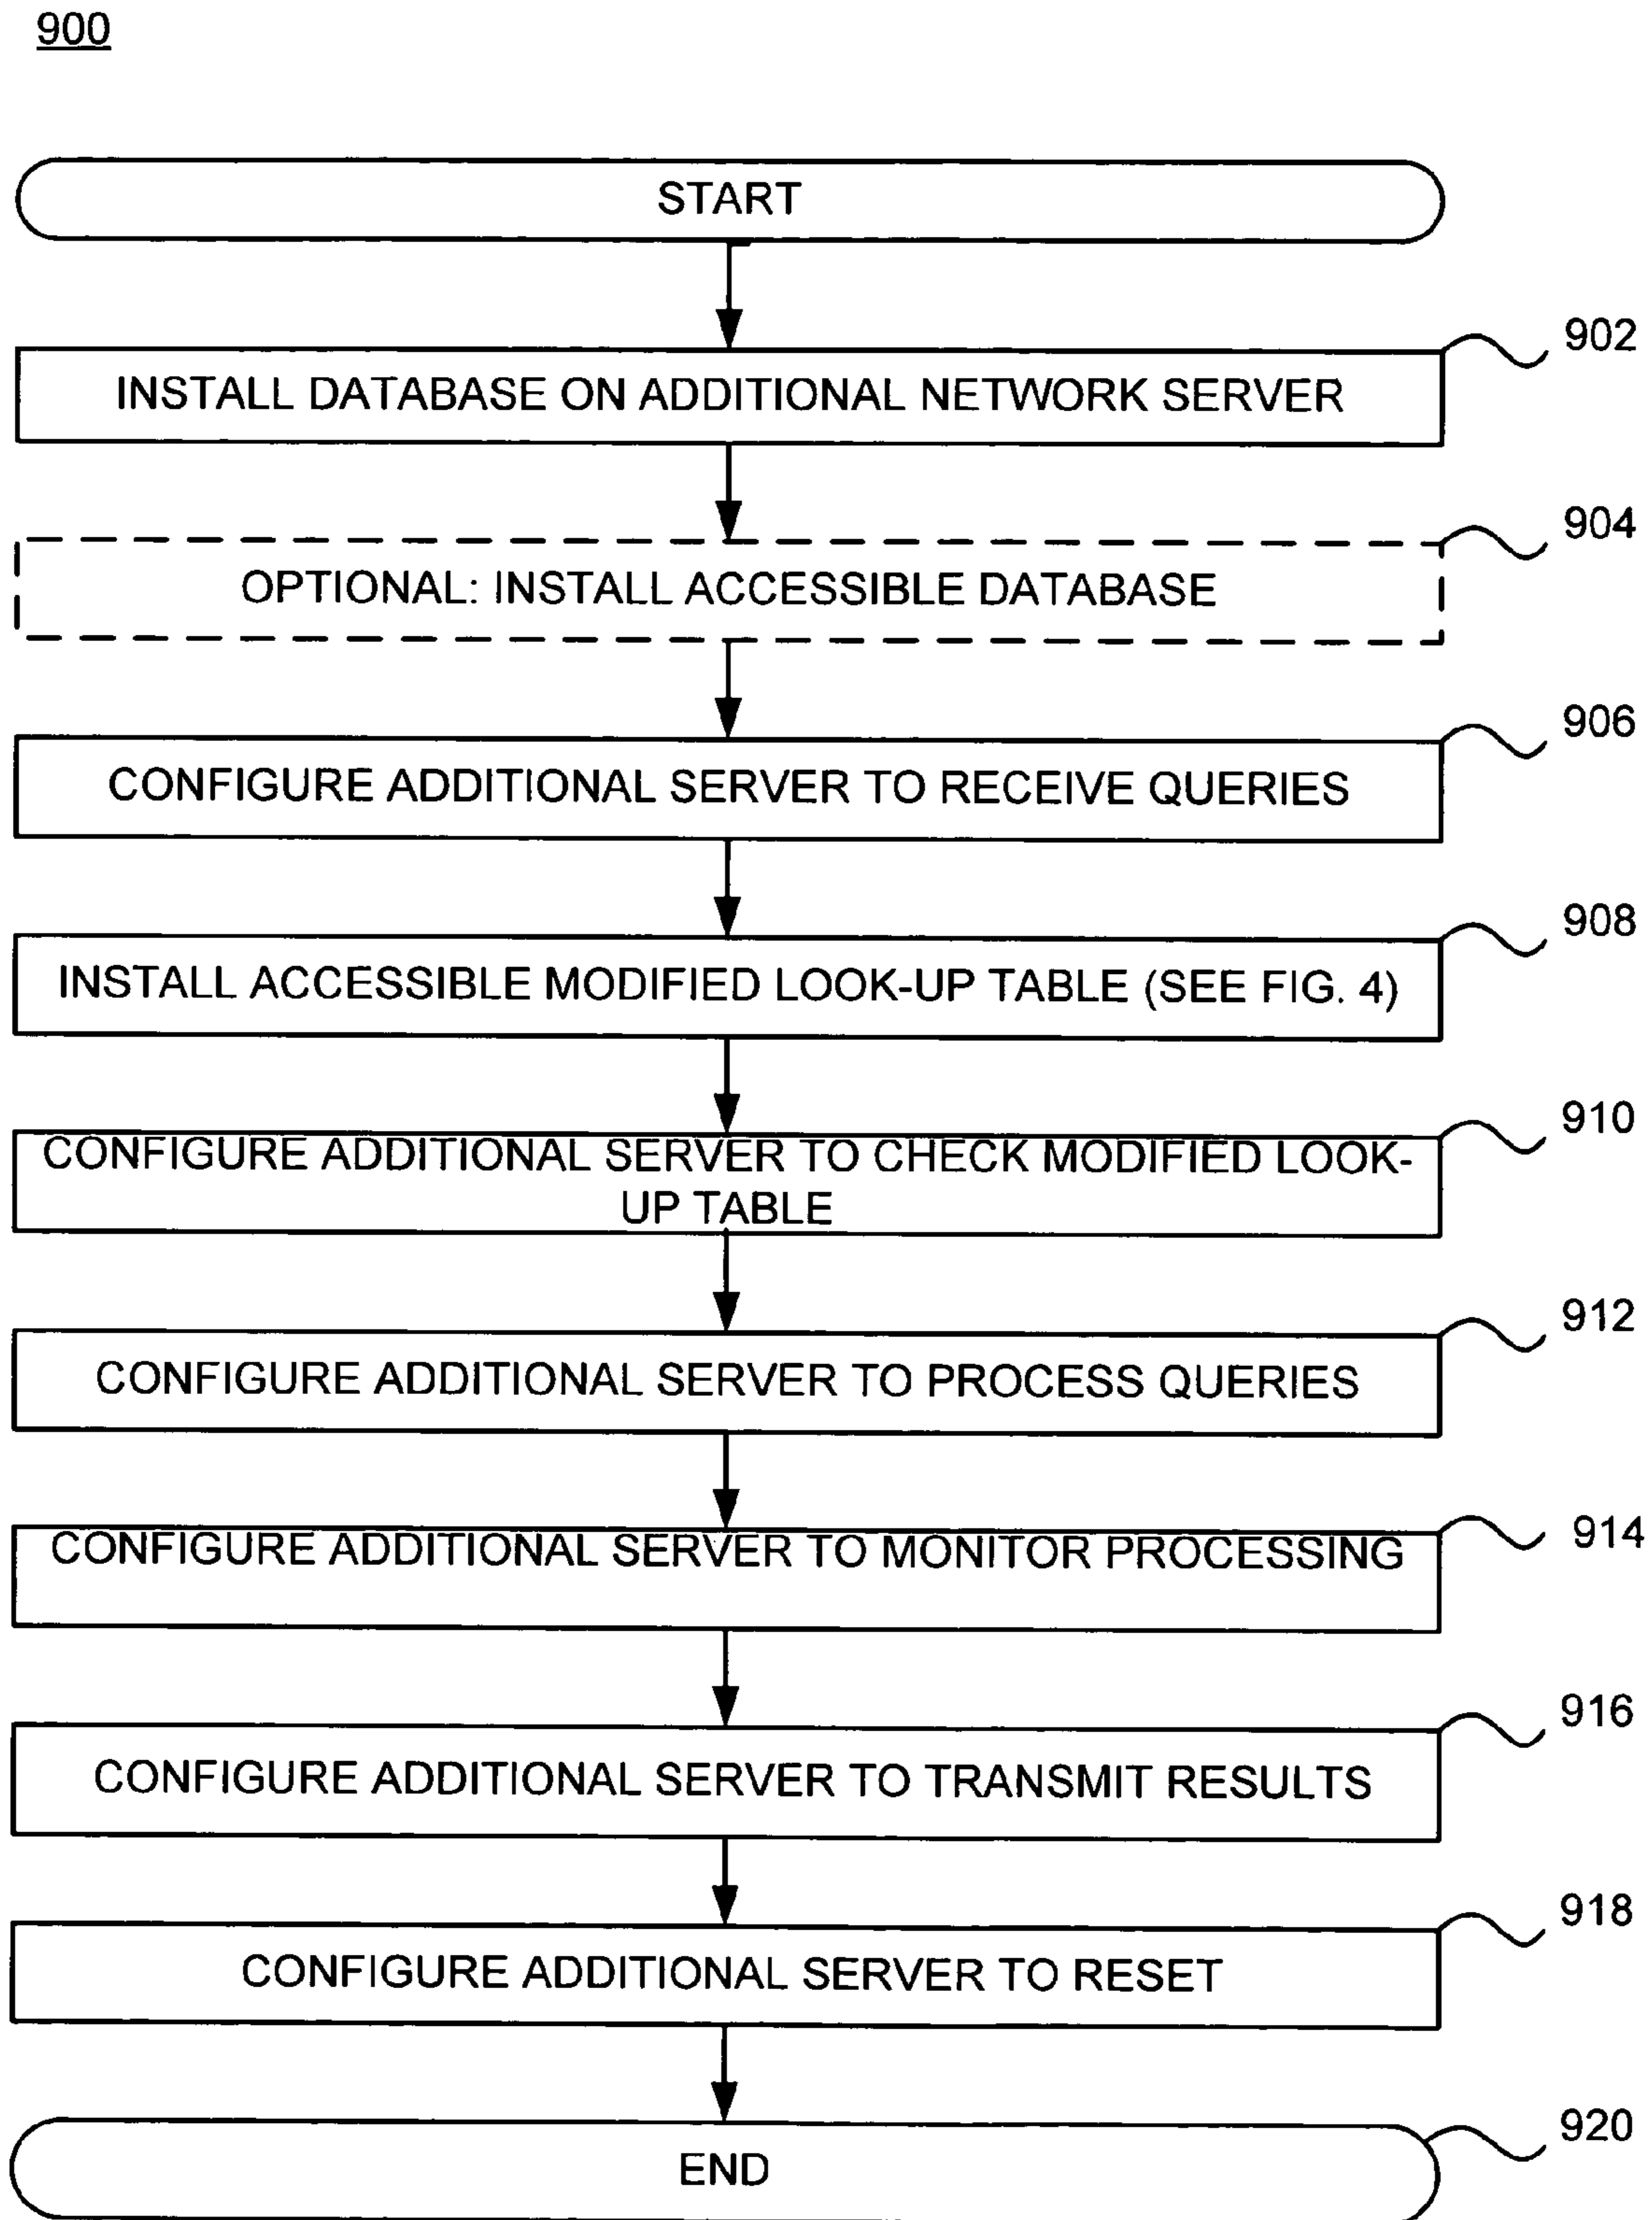 900
START
902
INSTALL DATABASE ON ADDITIONAL NETWORK SERVER
904
OPTIONAL: INSTALL ACCESSIBLE DATABASE
906
CONFIGURE ADDITIONAL SERVER TO RECEIVE QUERIES
908
INSTALL ACCESSIBLE MODIFIED LOOK-UP TABLE (SEE FIG. 4)
910
CONFIGURE ADDITIONAL SERVER TO CHECK MODIFIED LOOK-
UP TABLE
912
CONFIGURE ADDITIONAL SERVER TO PROCESS QUERIES
914
CONFIGURE ADDITIONAL SERVER TO MONITOR PROCESSING
916
CONFIGURE ADDITIONAL SERVER TO TRANSMIT RESULTS
918
CONFIGURE ADDITIONAL SERVER TO RESET
920
END